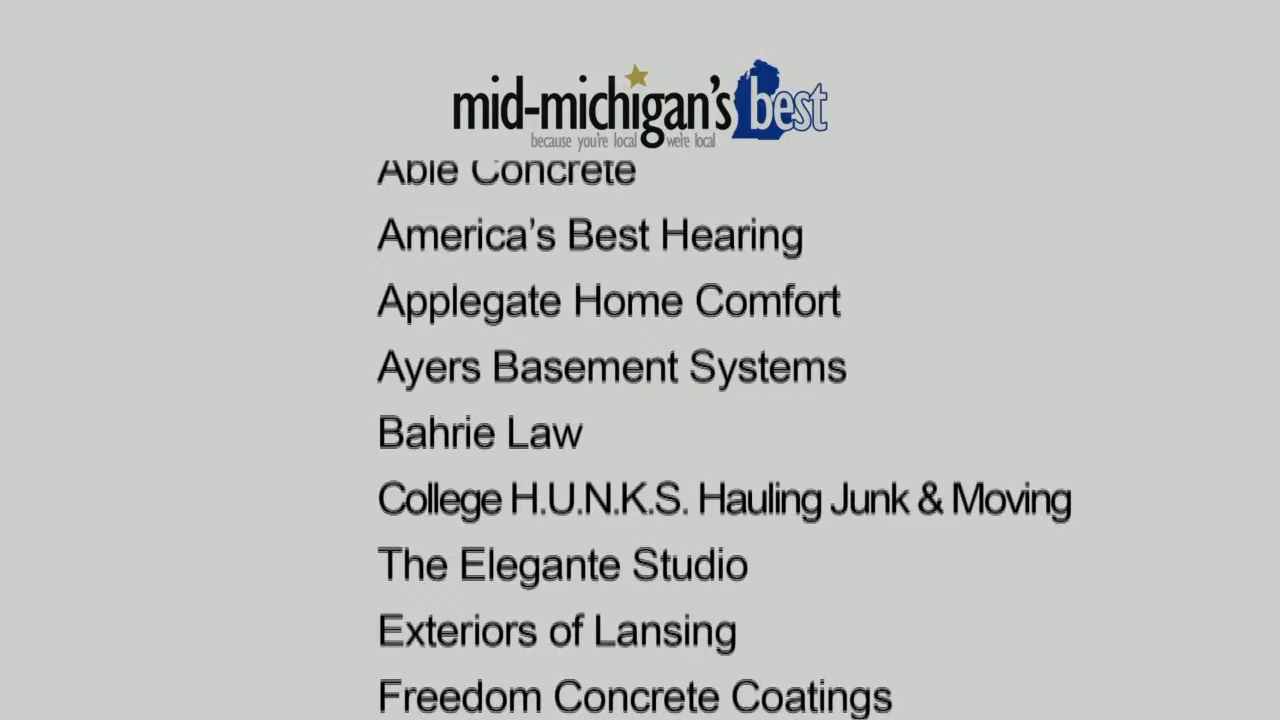 mid-michigan's best
because you're local we're local
Able Concrete
America's Best Hearing
Applegate Home Comfort
Ayers Basement Systems
Bahrie Law
College H.U.N.K.S. Hauling Junk & Moving
The Elegante Studio
Exteriors of Lansing
Freedom Concrete Coatings